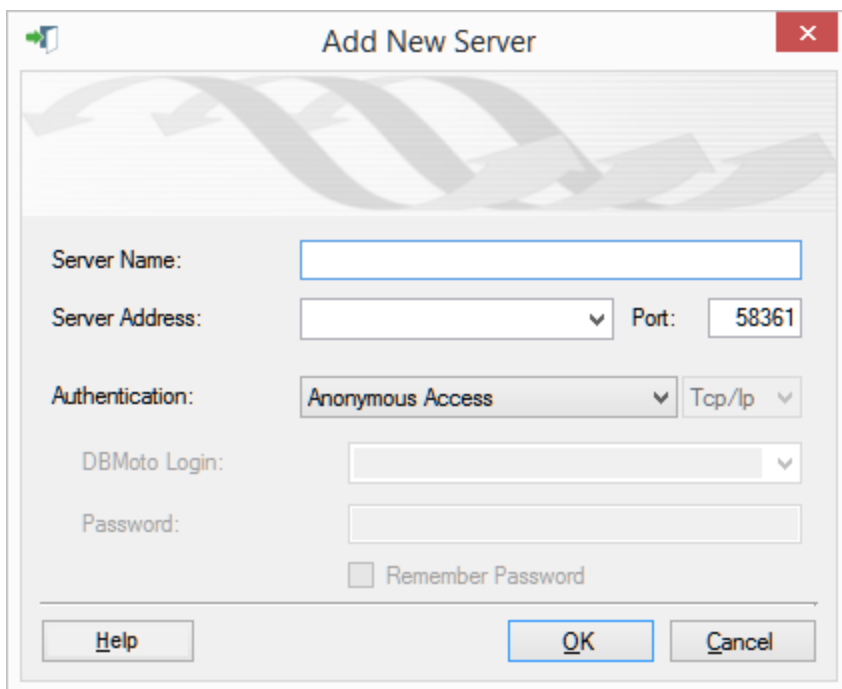 Add New Server
Server Name:
Server Address: Port: 58361
Authentication: Anonymous Access Tcp/Ip
DBMoto Login:
Password:
Remember Password
Help OK Cancel